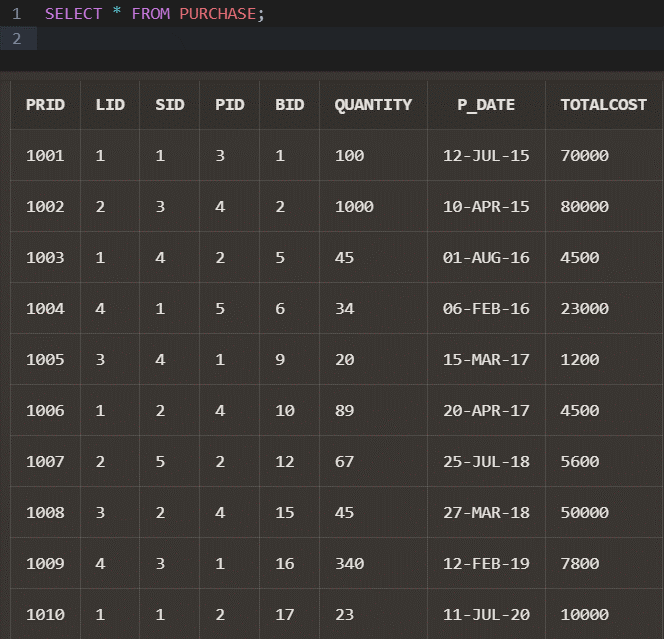 1 SELECT * FROM PURCHASE;
2
PRID LID SID PID BID QUANTITY P_DATE TOTALCOST
1001 1 1 3 1 100 12-JUL-15 70000
1002 2 3 4 2 1000 10-APR-15 80000
1003 1 4 2 5 45 01-AUG-16 4500
1004 4 1 5 6 34 06-FEB-16 23000
1005 3 4 1 9 20 15-MAR-17 1200
1006 1 2 4 10 89 20-APR-17 4500
1007 2 5 2 12 67 25-JUL-18 5600
1008 3 2 4 15 45 27-MAR-18 50000
1009 4 3 1 16 340 12-FEB-19 7800
1010 1 1 2 17 23 11-JUL-20 10000